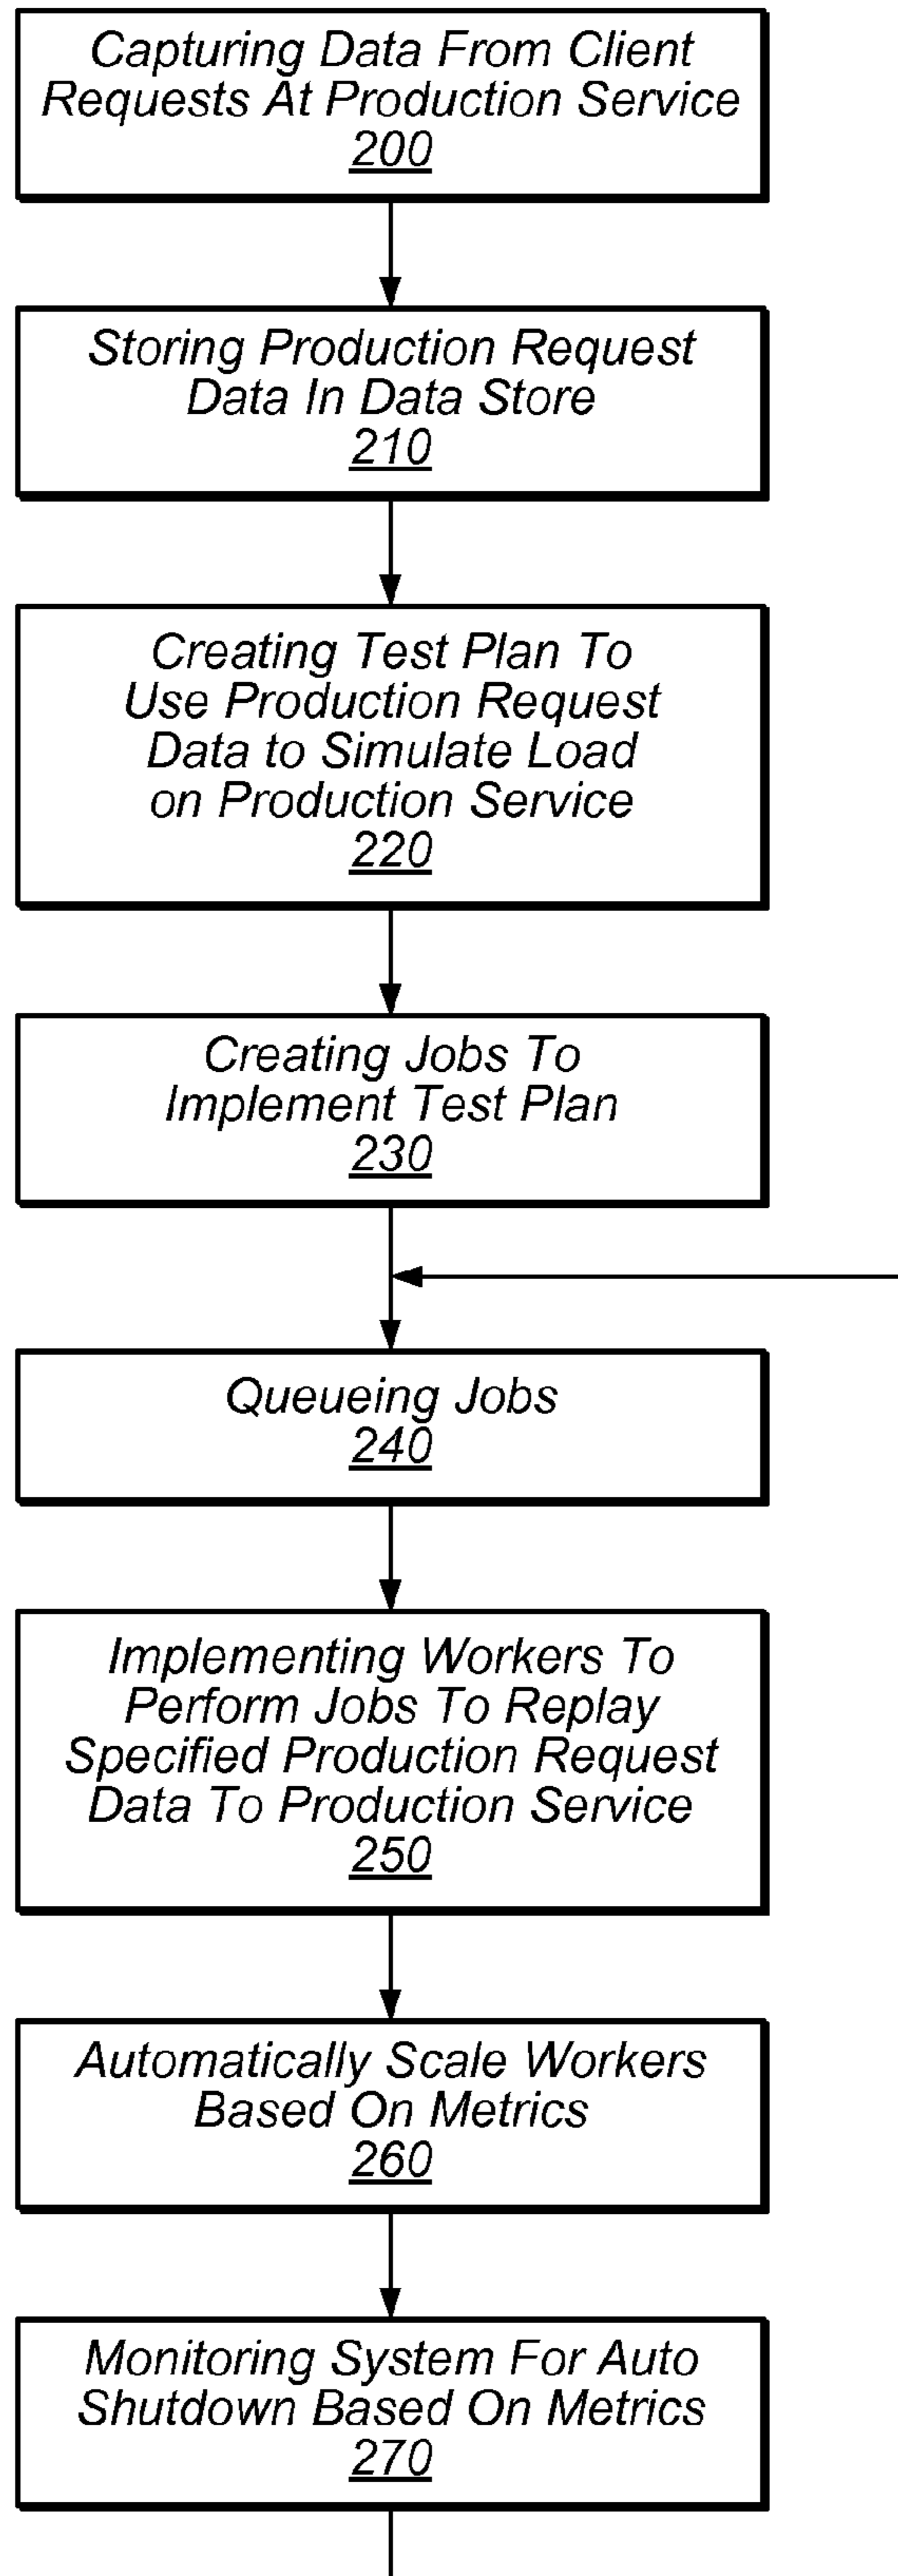 Capturing Data From Client
Requests At Production Service
200
Storing Production Request
Data In Data Store
210
Creating Test Plan To
Use Production Request
Data to Simulate Load
on Production Service
220
Creating Jobs To
Implement Test Plan
230
Queueing Jobs
240
Implementing Workers To
Perform Jobs To Replay
Specified Production Request
Data To Production Service
250
Automatically Scale Workers
Based On Metrics
260
Monitoring System For Auto
Shutdown Based On Metrics
270